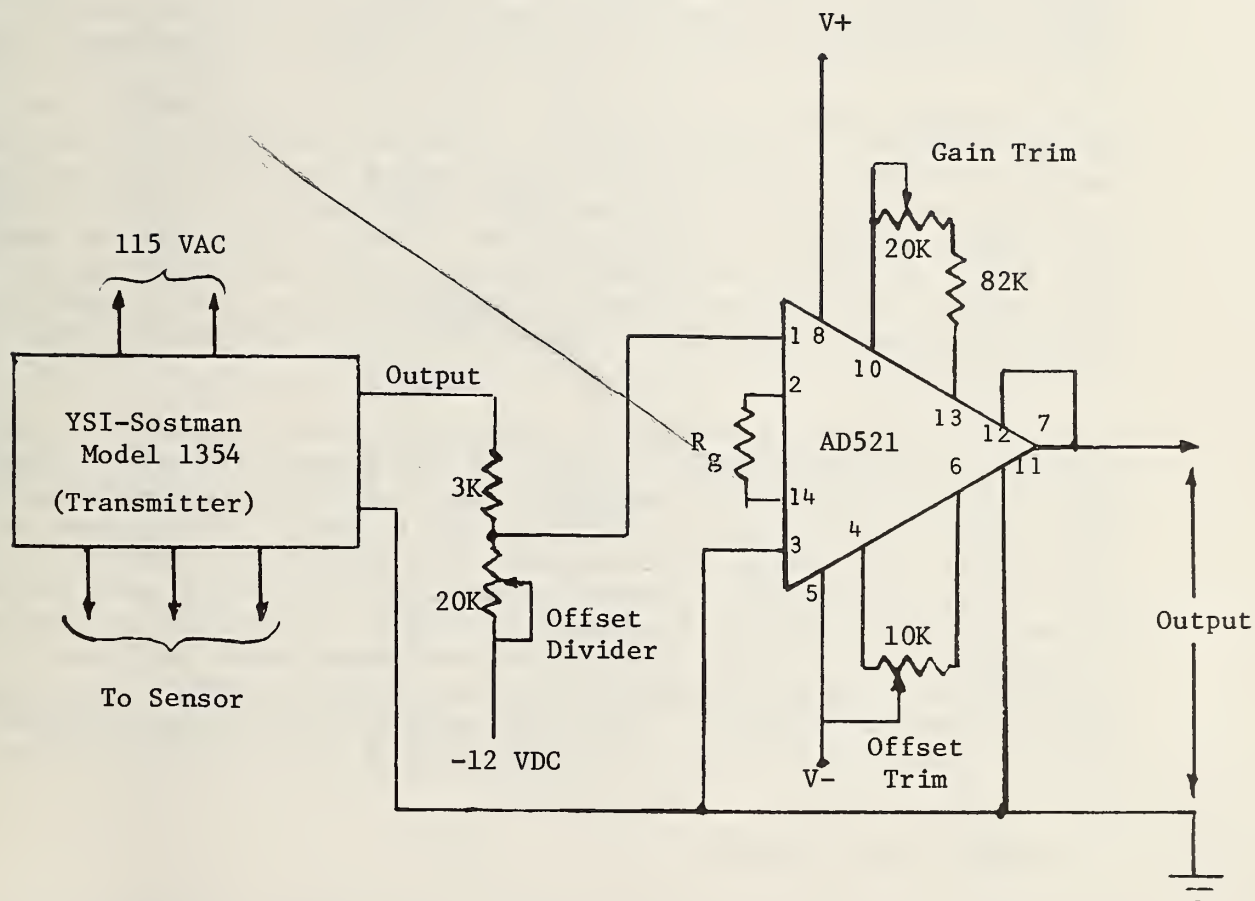 V+
Gain Trim
20K
82K
115 VAC
Output
YSI-Sostman
Model 1354
(Transmitter)
3K
20K
Offset
Divider
-12 VDC
To Sensor
R
g
1
8
10
2
13
12
7
AD521
6
11
14
4
3
5
10K
Offset
Trim
V-
Output